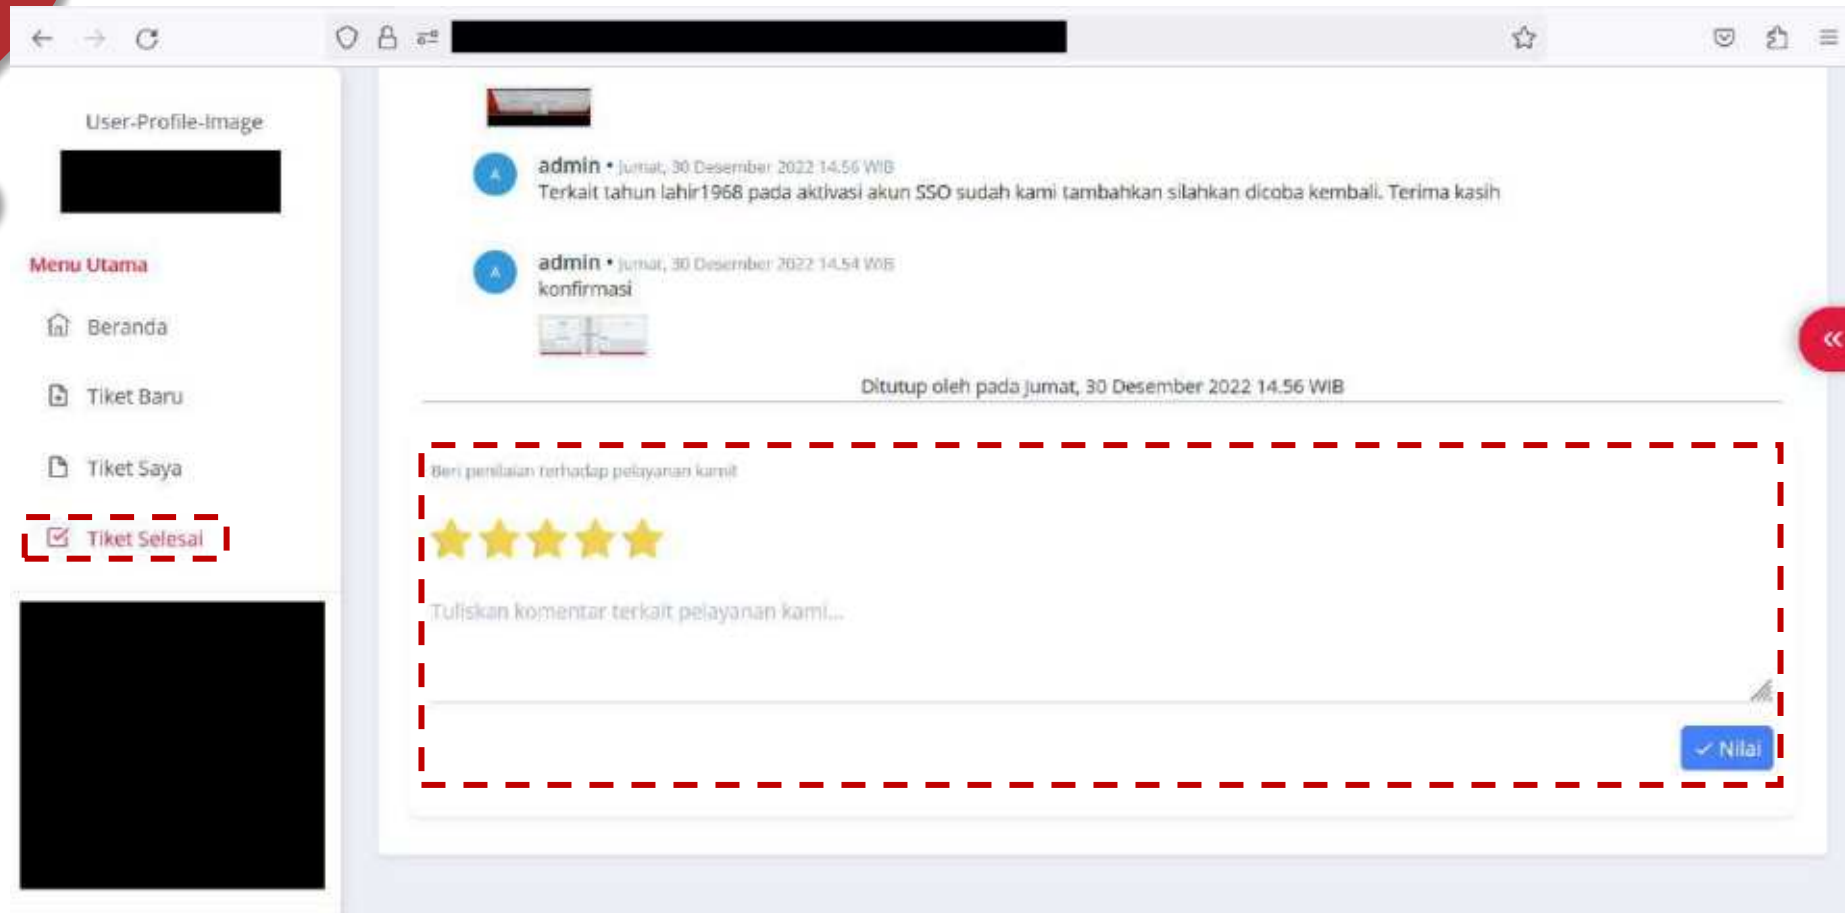 User-Profile-Image
Menu Utama
Beranda
Tiket Baru
Tiket Saya
Tiket Selesai
A
admin • Jumat, 30 Desember 2022 14.56 WIB
Terkait tahun lahir1968 pada aktivasi akun SSO sudah kami tambahkan silahkan dicoba kembali. Terima kasih
A
admin • Jumat, 30 Desember 2022 14.54 WIB
konfirmasi
Ditutup oleh pada Jumat, 30 Desember 2022 14.56 WIB
Beri penilaian terhadap pelayanan kami!
Tuliskan komentar terkait pelayanan kami...
Nilai